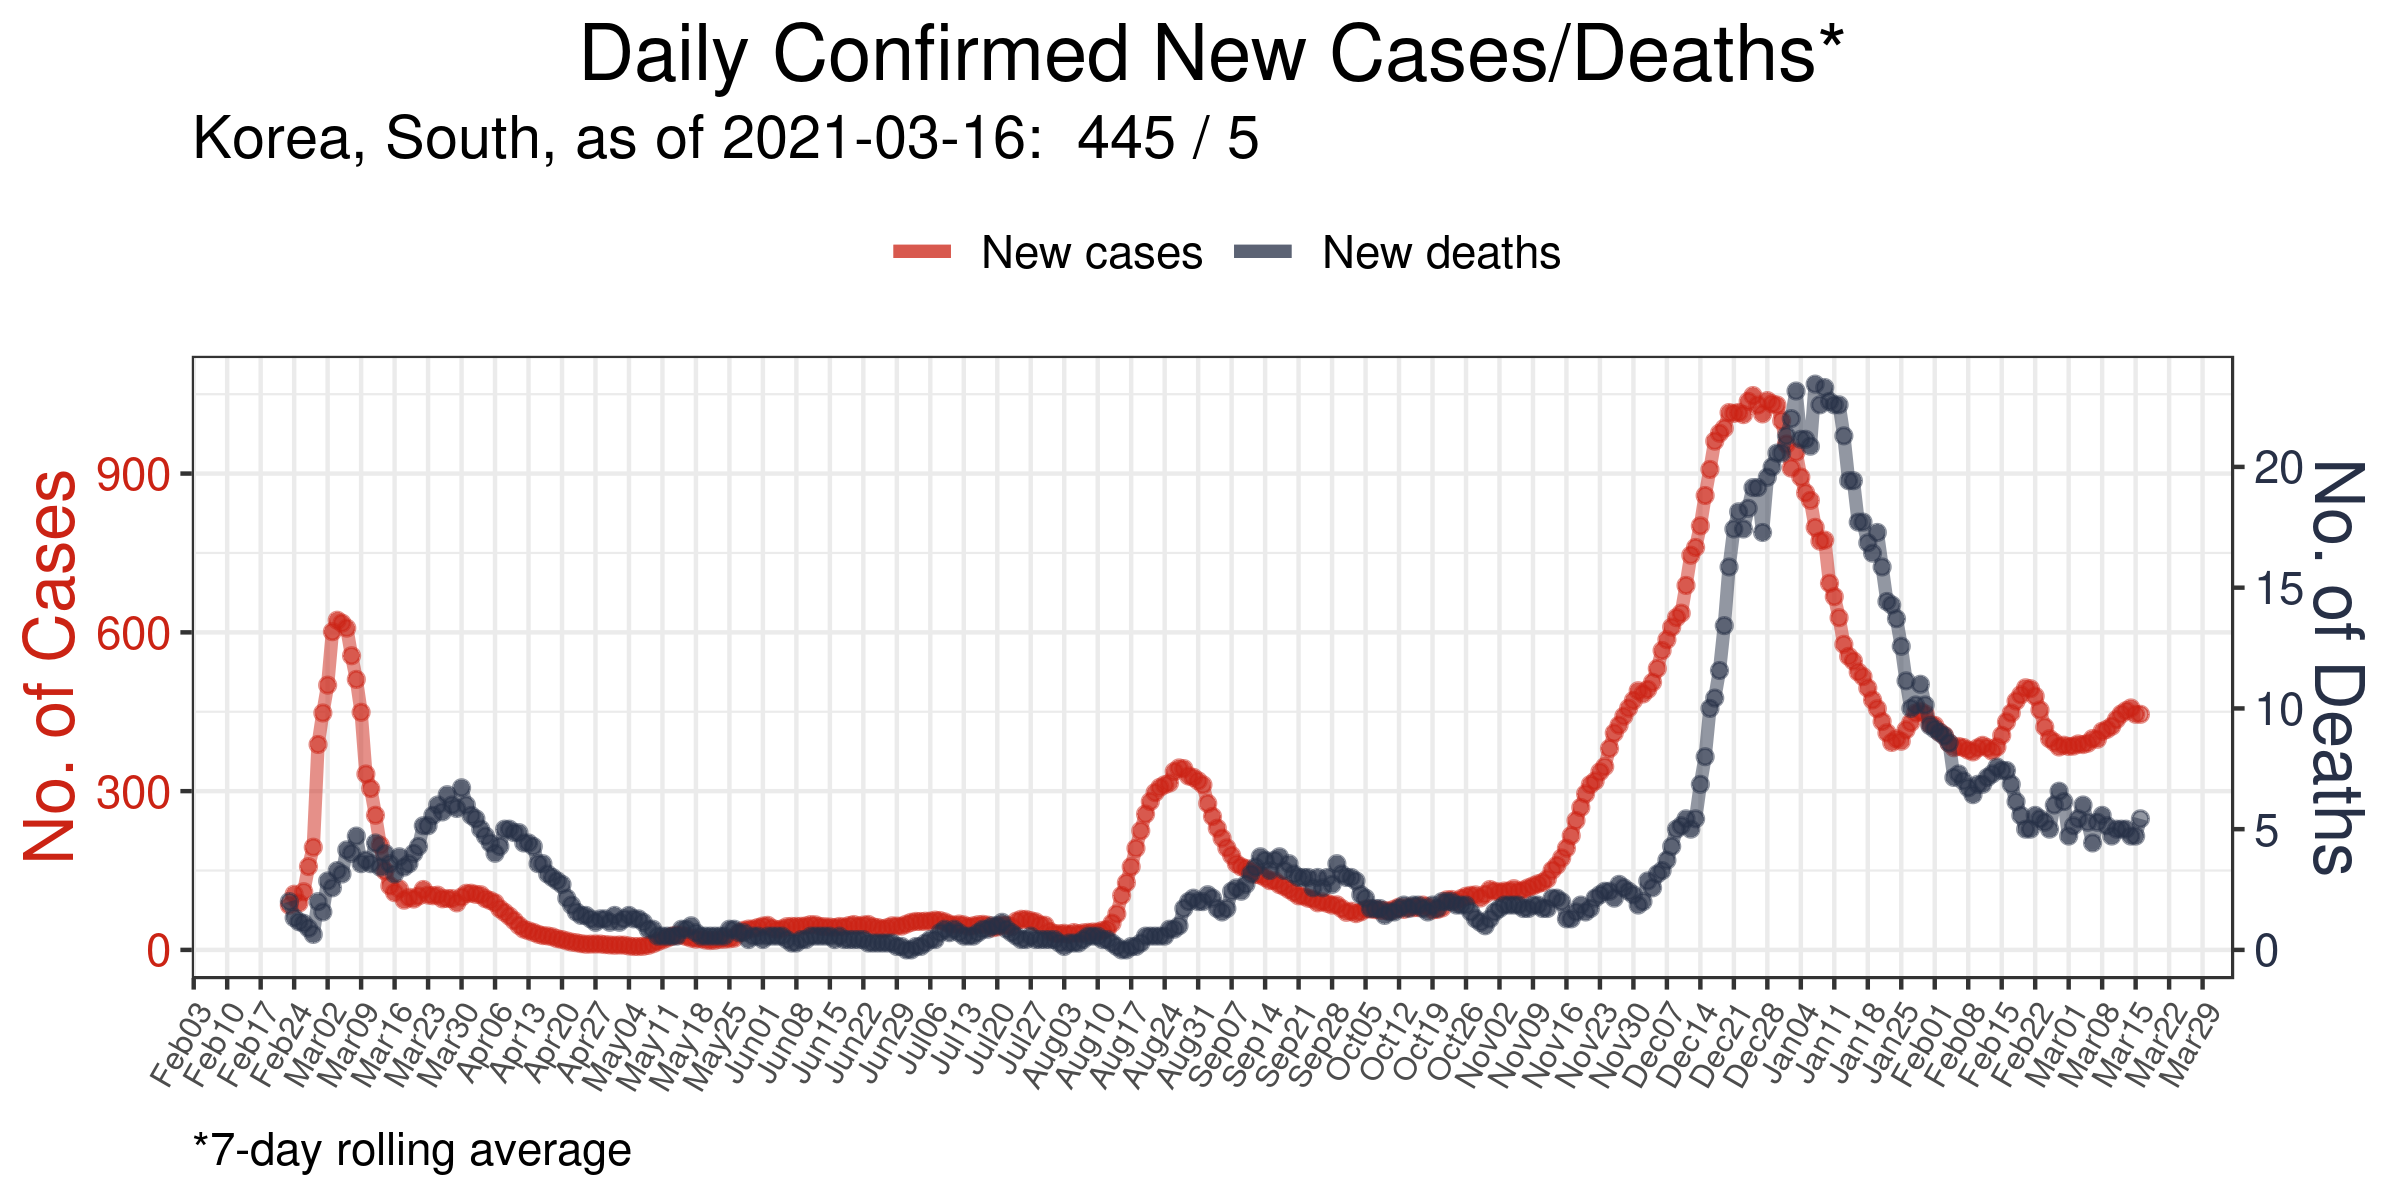 Daily Confirmed New Cases/Deaths*
Korea, South, as of 2021-03-16:  445 / 5
New cases
New deaths
No. of Cases
900
600
300
0
No. of Deaths
20
15
10
5
0
Feb03
Feb10
Feb17
Feb24
Mar02
Mar09
Mar16
Mar23
Mar30
Apr06
Apr13
Apr20
Apr27
May04
May11
May18
May25
Jun01
Jun08
Jun15
Jun22
Jun29
Jul06
Jul13
Jul20
Jul27
Aug03
Aug10
Aug17
Aug24
Aug31
Sep07
Sep14
Sep21
Sep28
Oct05
Oct12
Oct19
Oct26
Nov02
Nov09
Nov16
Nov23
Nov30
Dec07
Dec14
Dec21
Dec28
Jan04
Jan11
Jan18
Jan25
Feb01
Feb08
Feb15
Feb22
Mar01
Mar08
Mar15
Mar22
Mar29
*7-day rolling average